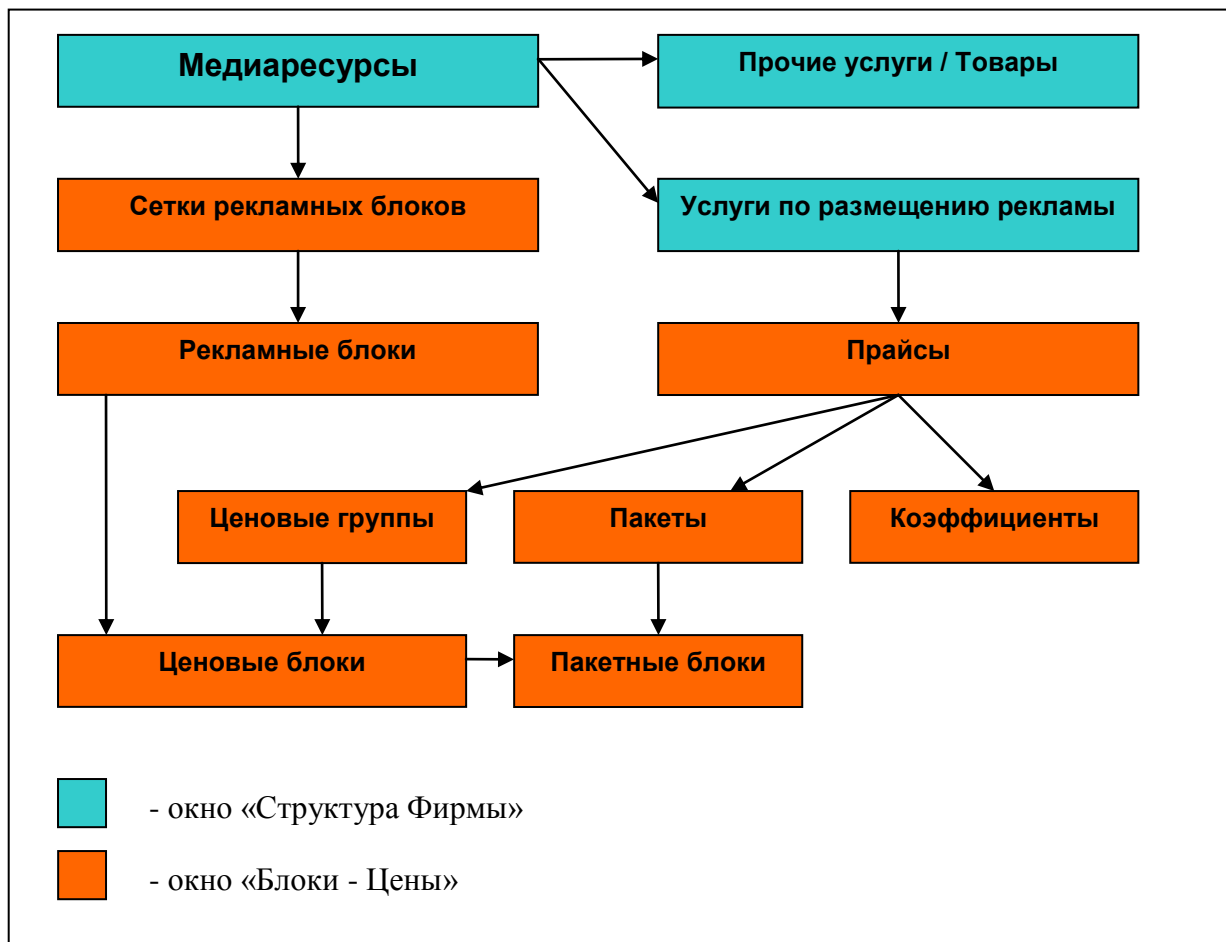 Медиаресурсы
Прочие услуги / Товары
Сетки рекламных блоков
Услуги по размещению рекламы
Рекламные блоки
Прайсы
Ценовые группы
Пакеты
Коэффициенты
Ценовые блоки
Пакетные блоки
- окно «Структура Фирмы»
- окно «Блоки - Цены»